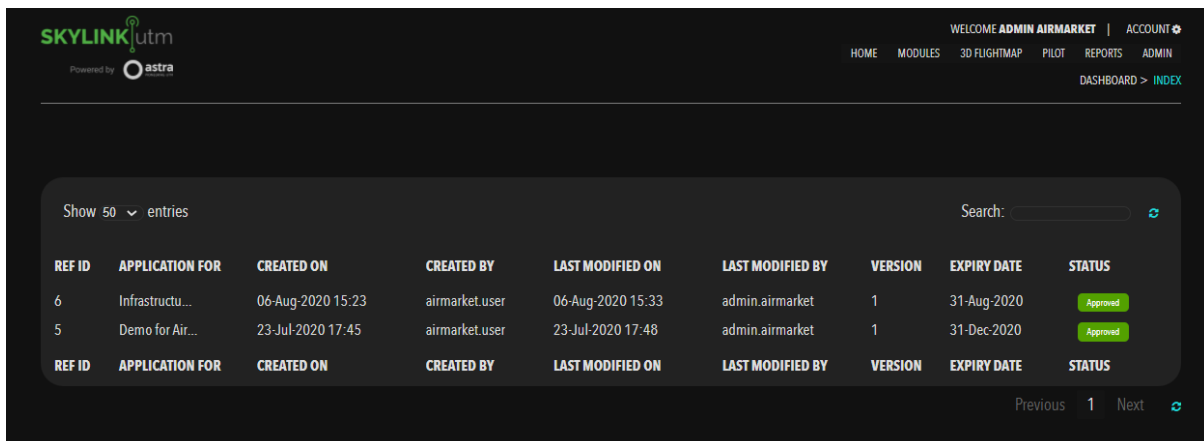 SKYLINK utm
WELCOME ADMIN AIRMARKET | ACCOUNT
Powered by astra
HOME MODULES 3D FLIGHTMAP PILOT REPORTS ADMIN
DASHBOARD > INDEX
Show 50 entries Search:
REF ID APPLICATION FOR CREATED ON CREATED BY LAST MODIFIED ON LAST MODIFIED BY VERSION EXPIRY DATE STATUS
6 Infrastructu... 06-Aug-2020 15:23 airmarket.user 06-Aug-2020 15:33 admin.airmarket 1 31-Aug-2020 Approved
5 Demo for Air... 23-Jul-2020 17:45 airmarket.user 23-Jul-2020 17:48 admin.airmarket 1 31-Dec-2020 Approved
REF ID APPLICATION FOR CREATED ON CREATED BY LAST MODIFIED ON LAST MODIFIED BY VERSION EXPIRY DATE STATUS
Previous 1 Next